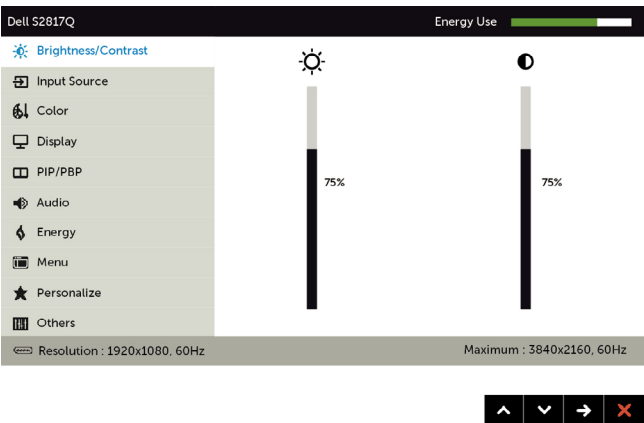 Dell S2817Q Energy Use
Brightness/Contrast
Input Source
Color
Display
PIP/PBP
75% 75%
Audio
Energy
Menu
Personalize
Others
Resolution : 1920x1080, 60Hz Maximum : 3840x2160, 60Hz